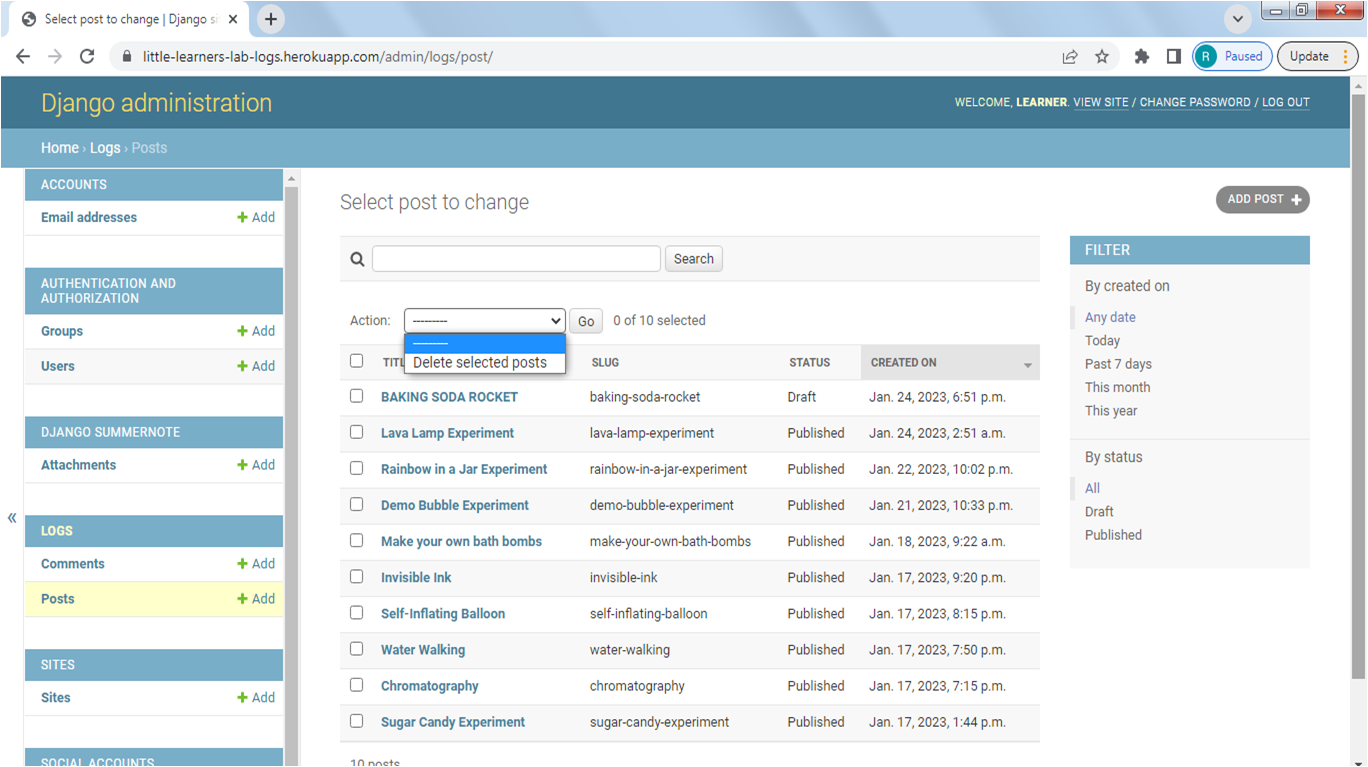 Select post to change | Django si
little-learners-lab-logs.herokuapp.com/admin/logs/post/
R Paused
Update
Django administration
WELCOME, LEARNER. VIEW SITE / CHANGE PASSWORD / LOG OUT
Home › Logs › Posts
ACCOUNTS
Email addresses + Add
AUTHENTICATION AND
AUTHORIZATION
Groups + Add
Users + Add
DJANGO SUMMERNOTE
Attachments + Add
«
LOGS
Comments + Add
Posts + Add
SITES
Sites + Add
SOCIAL ACCOUNTS
Select post to change
ADD POST +
Search
Action: --------- Go 0 of 10 selected
---------
Delete selected posts
SLUG STATUS CREATED ON
BAKING SODA ROCKET baking-soda-rocket Draft Jan. 24, 2023, 6:51 p.m.
Lava Lamp Experiment lava-lamp-experiment Published Jan. 24, 2023, 2:51 a.m.
Rainbow in a Jar Experiment rainbow-in-a-jar-experiment Published Jan. 22, 2023, 10:02 p.m.
Demo Bubble Experiment demo-bubble-experiment Published Jan. 21, 2023, 10:33 p.m.
Make your own bath bombs make-your-own-bath-bombs Published Jan. 18, 2023, 9:22 a.m.
Invisible Ink invisible-ink Published Jan. 17, 2023, 9:20 p.m.
Self-Inflating Balloon self-inflating-balloon Published Jan. 17, 2023, 8:15 p.m.
Water Walking water-walking Published Jan. 17, 2023, 7:50 p.m.
Chromatography chromatography Published Jan. 17, 2023, 7:15 p.m.
Sugar Candy Experiment sugar-candy-experiment Published Jan. 17, 2023, 1:44 p.m.
10 posts
FILTER
By created on
Any date
Today
Past 7 days
This month
This year
By status
All
Draft
Published